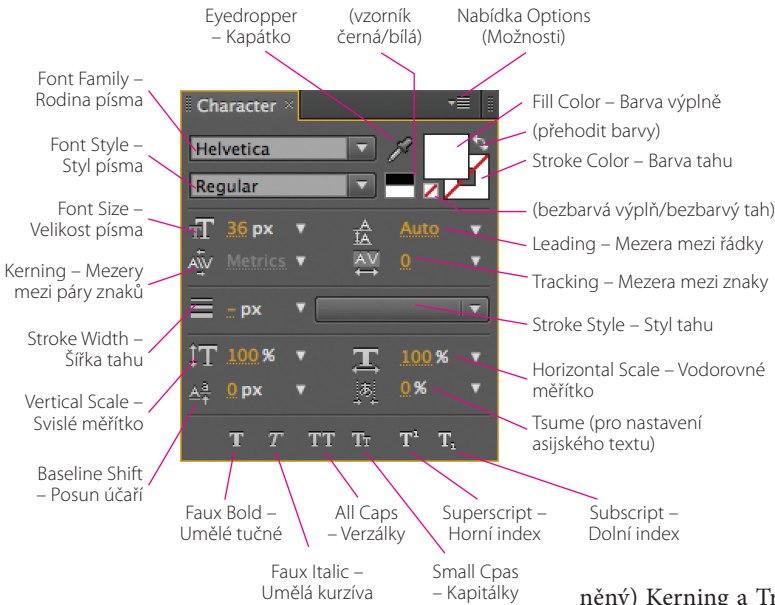 Eyedropper
– Kapátko
(vzorník
černá/bílá)
Nabídka Options
(Možnosti)
Font Family –
Rodina písma
Font Style –
Styl písma
Font Size –
Velikost písma
Kerning – Mezery
mezi páry znaků
Stroke Width –
Šířka tahu
Vertical Scale –
Svislé měřítko
Baseline Shift
– Posun účaří
Character ×
Helvetica
Regular
36 px
Auto
Metrics
0
– px
100 %
100 %
0 px
0 %
T T TT Tт T¹ T₁
Fill Color – Barva výplně
(přehodit barvy)
Stroke Color – Barva tahu
(bezbarvá výplň/bezbarvý tah)
Leading – Mezera mezi řádky
Tracking – Mezera mezi znaky
Stroke Style – Styl tahu
Horizontal Scale – Vodorovné
měřítko
Tsume (pro nastavení
asijského textu)
Faux Bold –
Umělé tučné
All Caps
– Verzálky
Superscript –
Horní index
Subscript –
Dolní index
Faux Italic –
Umělá kurzíva
Small Cpas
– Kapitálky
něný) Kerning a Tr